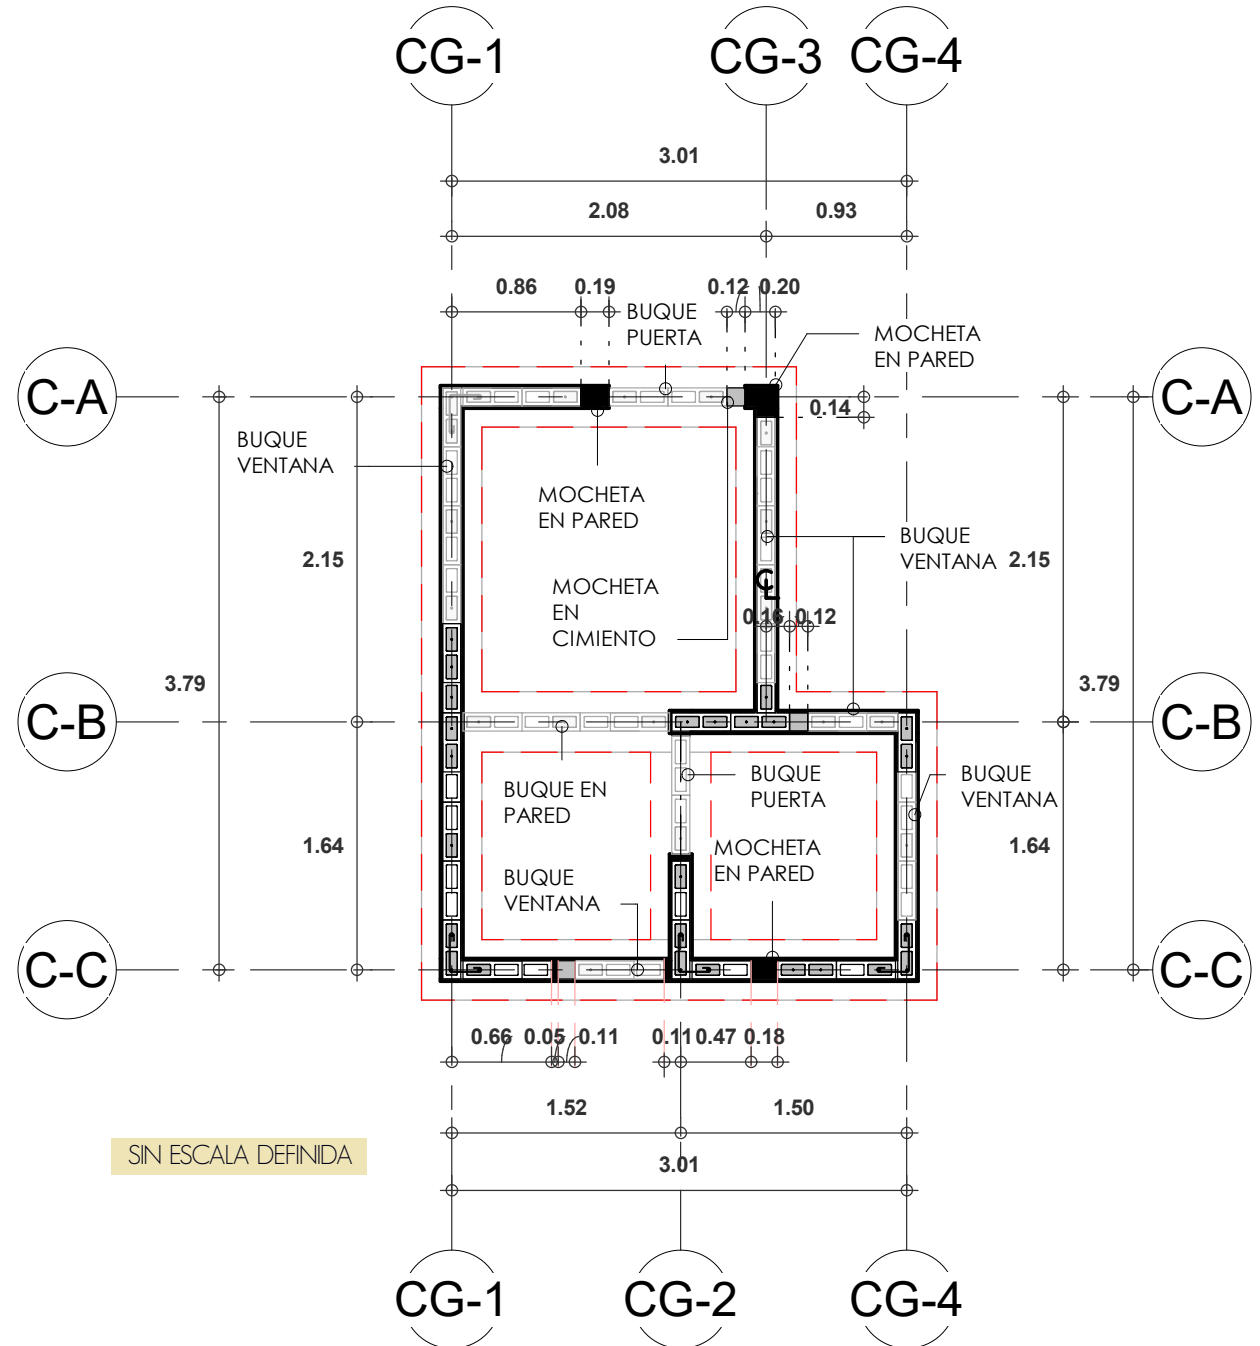 CG-1 CG-3 CG-4
3.01
2.08 0.93
0.86 0.19 0.12 0.20
BUQUE
PUERTA
MOCHETA
EN PARED
C-A C-A
0.14
BUQUE
VENTANA
MOCHETA
EN PARED
BUQUE
VENTANA
2.15 2.15
MOCHETA
EN
CIMIENTO
CL
0.16 0.12
3.79 3.79
C-B C-B
BUQUE EN
PARED
BUQUE
PUERTA
BUQUE
VENTANA
1.64 1.64
MOCHETA
EN PARED
BUQUE
VENTANA
C-C C-C
0.66 0.05 0.11 0.11 0.47 0.18
1.52 1.50
SIN ESCALA DEFINIDA
3.01
CG-1 CG-2 CG-4